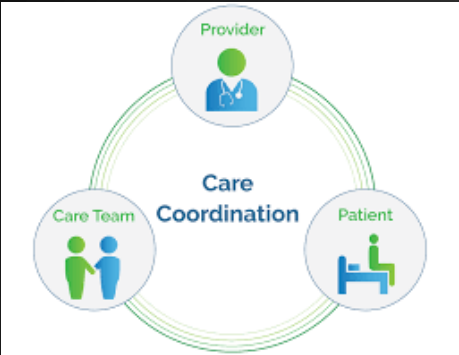 Provider
Care
Coordination
Care Team
Patient